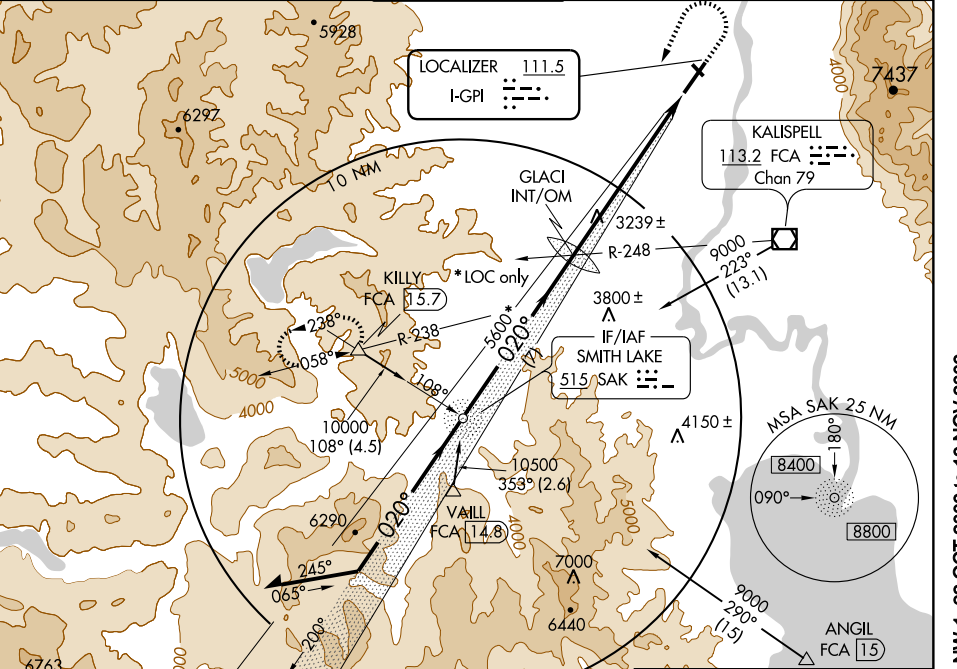 5928
LOCALIZER 111.5
I-GPI
7437
4000
6297
KALISPELL
113.2 FCA
Chan 79
10 NM
GLACI
INT/OM
3239 ±
R-248
9000
223°
(13.1)
KILLY
FCA 15.7
*LOC only
3800 ±
238°
R-238
058°
5600*
020°
(7)
IF/IAF
SMITH LAKE
515 SAK
5000
4000
108°
10000
108° (4.5)
4150 ±
MSA SAK 25 NM
180°
8400
090°
8800
10500
353° (2.6)
VAILL
FCA 14.8
020°
6290
4000
5000
245°
065°
7000
6440
9000
290°
(15)
200°
ANGIL
FCA 15
6763